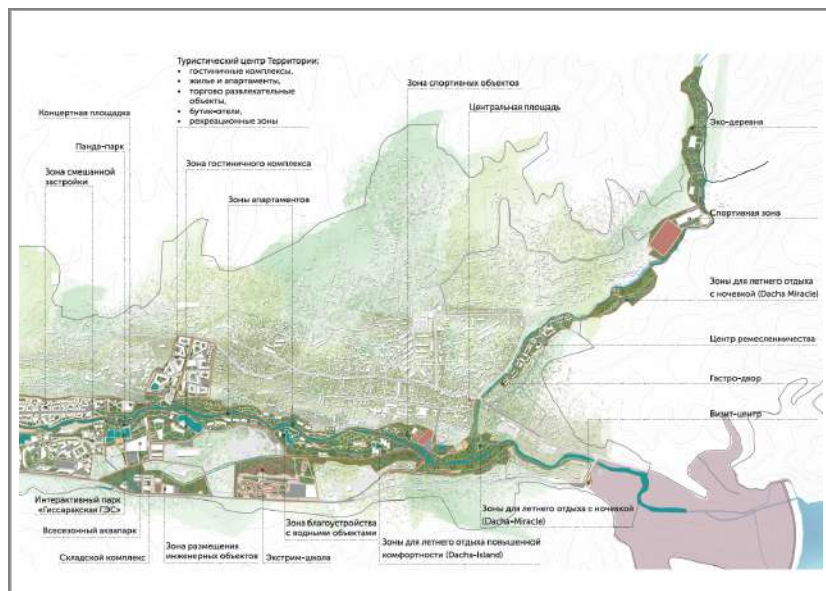 Туристический центр Территории:
• гостиничные комплексы,
• жилье и апартаменты,
• торгово развлекательные
объекты,
• бутик-отели,
• рекреационные зоны
Концертная площадка
Панда-парк
Зона смешанной
застройки
Зона гостиничного комплекса
Зоны апартаментов
Зона спортивных объектов
Центральная площадь
Эко-деревня
Спортивная зона
Зоны для летнего отдыха
с ночевкой (Dacha Miracle)
Центр ремесленничества
Гастро-двор
Визит-центр
Интерактивный парк
«Гиссаракская ГЭС»
Всесезонный аквапарк
Складской комплекс
Зона размещения
инженерных объектов
Экстрим-школа
Зона благоустройства
с водными объектами
Зоны для летнего отдыха повышенной
комфортности (Dacha-Island)
Зоны для летнего отдыха с ночевкой
(Dacha-Miracle)